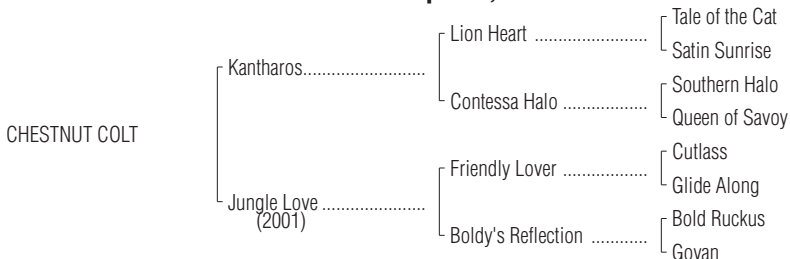 Tale of the Cat
Lion Heart ........................
Satin Sunrise
Kantharos..........................
Southern Halo
Contessa Halo ..................
Queen of Savoy
CHESTNUT COLT
Cutlass
Friendly Lover ..................
Glide Along
Jungle Love ......................
(2001)
Bold Ruckus
Boldy's Reflection ............
Govan